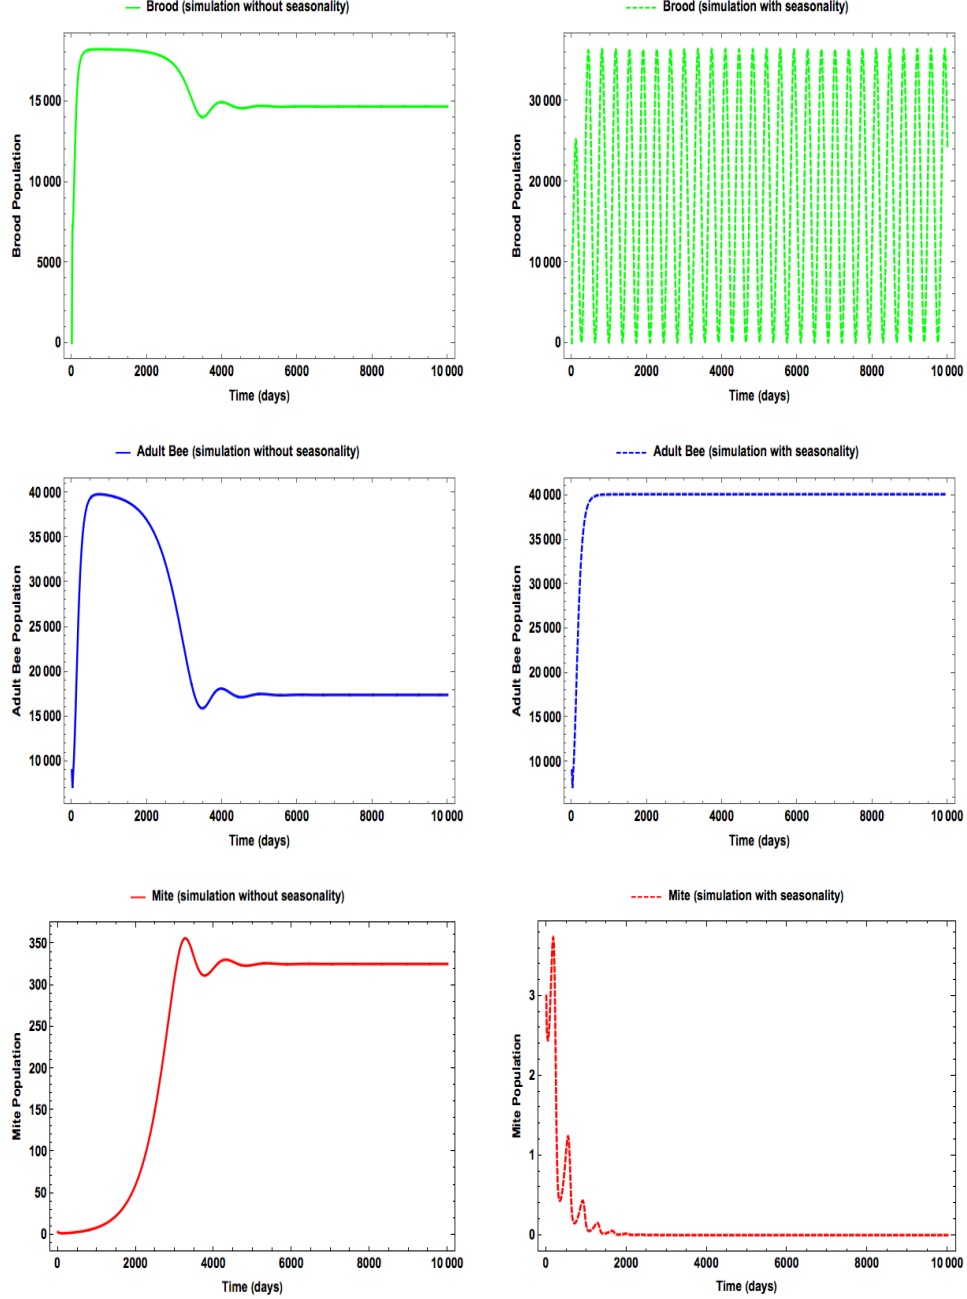 Brood (simulation without seasonality)
Brood Population
15 000
10 000
5000
0
0 2000 4000 6000 8000 10 000
Time (days)
Brood (simulation with seasonality)
Brood Population
30 000
20 000
10 000
0
0 2000 4000 6000 8000 10 000
Time (days)
Adult Bee (simulation without seasonality)
Adult Bee Population
40 000
35 000
30 000
25 000
20 000
15 000
10 000
0 2000 4000 6000 8000 10 000
Time (days)
Adult Bee (simulation with seasonality)
Adult Bee Population
40 000
35 000
30 000
25 000
20 000
15 000
10 000
0 2000 4000 6000 8000 10 000
Time (days)
Mite (simulation without seasonality)
Mite Population
350
300
250
200
150
100
50
0
0 2000 4000 6000 8000 10 000
Time (days)
Mite (simulation with seasonality)
Mite Population
3
2
1
0
0 2000 4000 6000 8000 10 000
Time (days)